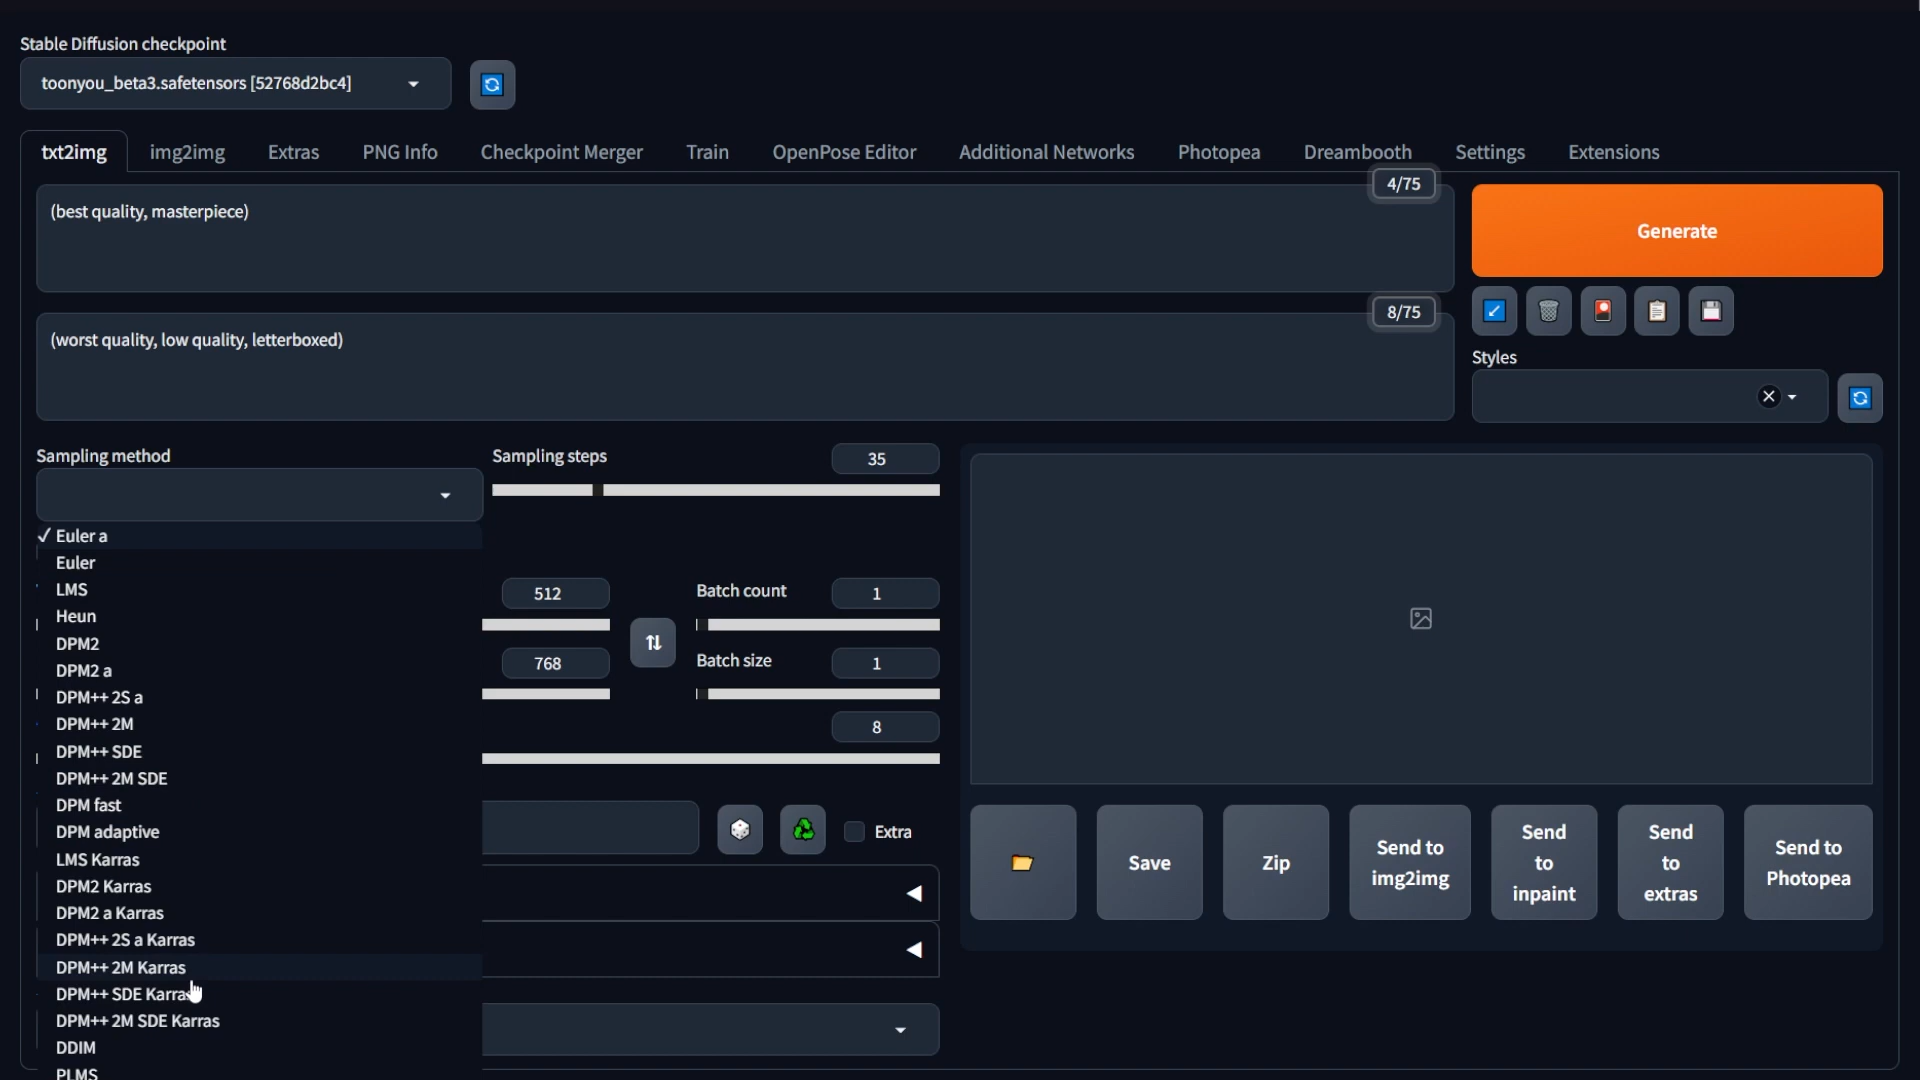 Stable Diffusion checkpoint
toonyou_beta3.safetensors [52768d2bc4]
txt2img img2img Extras PNG Info Checkpoint Merger Train OpenPose Editor Additional Networks Photopea Dreambooth Settings Extensions
4/75
(best quality, masterpiece)
Generate
8/75
(worst quality, low quality, letterboxed)
Styles
Sampling method
Sampling steps
35
✓ Euler a
Euler
LMS
Heun
DPM2
DPM2 a
DPM++ 2S a
DPM++ 2M
DPM++ SDE
DPM++ 2M SDE
DPM fast
DPM adaptive
LMS Karras
DPM2 Karras
DPM2 a Karras
DPM++ 2S a Karras
DPM++ 2M Karras
DPM++ SDE Karras
DPM++ 2M SDE Karras
DDIM
PLMS
512
Batch count
1
768
Batch size
1
8
Extra
Save
Zip
Send to
img2img
Send
to
inpaint
Send
to
extras
Send to
Photopea